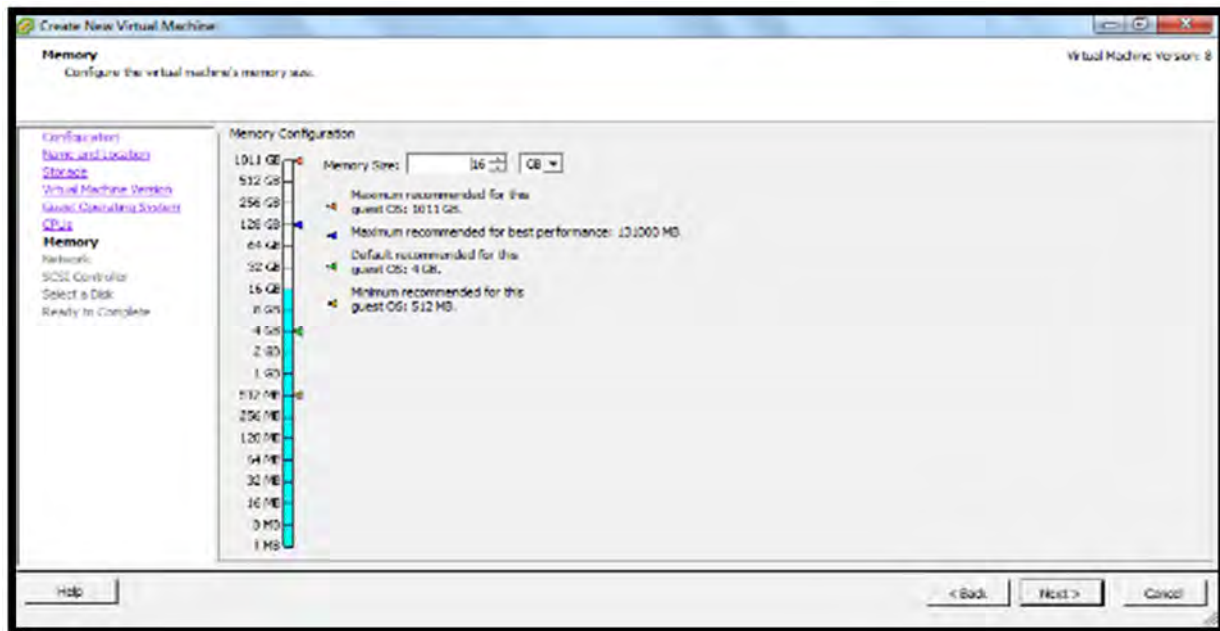 Create New Virtual Machine
Memory
Configure the virtual machine's memory size.
Virtual Machine Version: 8
Configuration
Name and Location
Storage
Virtual Machine Version
Guest Operating System
CPUs
Memory
Network
SCSI Controller
Select a Disk
Ready to Complete
Memory Configuration
Memory Size: 16 GB
1011 GB
512 GB
256 GB
128 GB
64 GB
32 GB
16 GB
8 GB
4 GB
2 GB
1 GB
512 MB
256 MB
128 MB
64 MB
32 MB
16 MB
8 MB
4 MB
Maximum recommended for this
guest OS: 1011 GB.
Maximum recommended for best performance: 131000 MB.
Default recommended for this
guest OS: 4 GB.
Minimum recommended for this
guest OS: 512 MB.
Help
< Back
Next >
Cancel